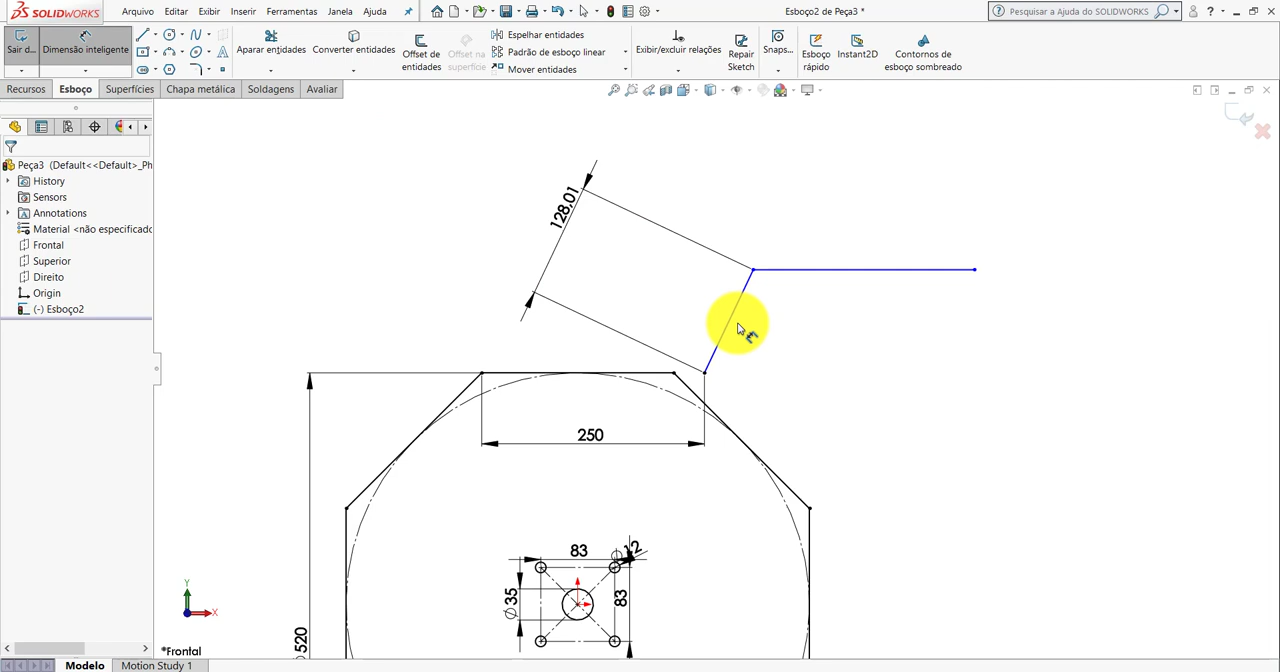 SOLIDWORKS
Arquivo Editar Exibir Inserir Ferramentas Janela Ajuda
Esboço2 de Peça3 *
Pesquisar a Ajuda do SOLIDWORKS
Sair d...
Dimensão inteligente
Aparar entidades
Converter entidades
Offset de
entidades
Offset na
superfície
Espelhar entidades
Padrão de esboço linear
Mover entidades
Exibir/excluir relações
Repair
Sketch
Snaps...
Esboço
rápido
Instant2D
Contornos de
esboço sombreado
Recursos Esboço Superfícies Chapa metálica Soldagens Avaliar
Peça3 (Default<<Default>_Ph
History
Sensors
Annotations
Material <não especificado
Frontal
Superior
Direito
Origin
(-) Esboço2
128,01
250
83
∅12
∅35
83
∅520
Y
X
*Frontal
Modelo Motion Study 1